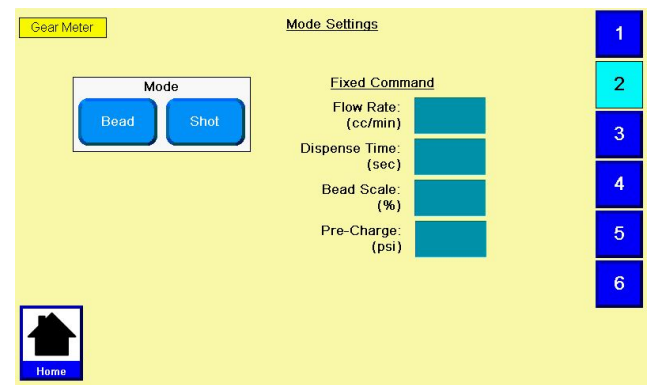 Gear Meter
Mode Settings
Mode
Bead
Shot
Fixed Command
Flow Rate:
(cc/min)
Dispense Time:
(sec)
Bead Scale:
(%)
Pre-Charge:
(psi)
1
2
3
4
5
6
Home